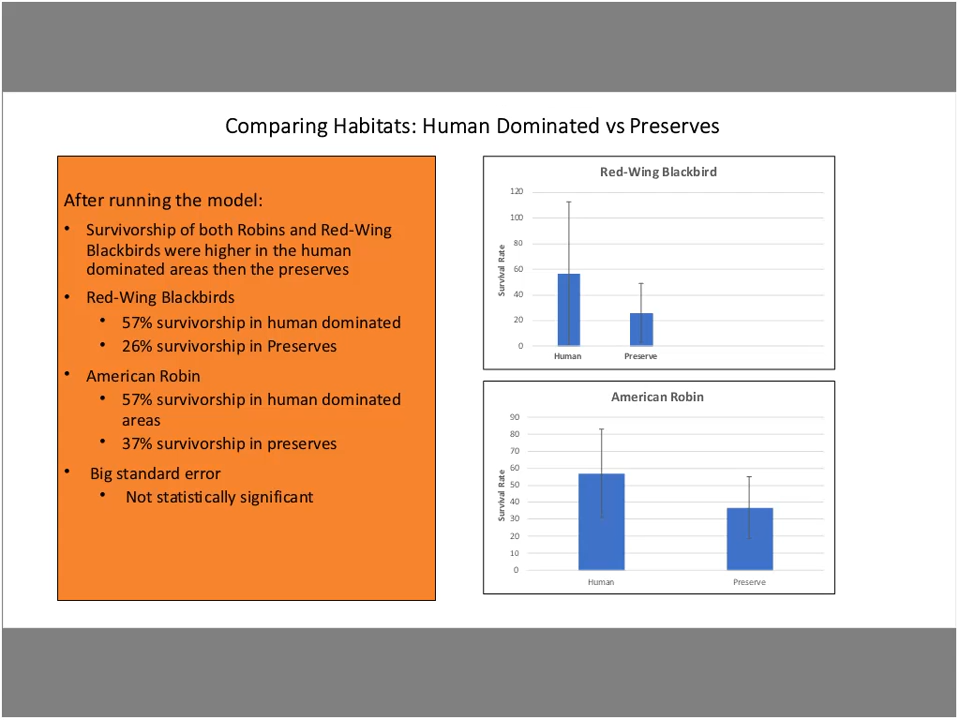 Comparing Habitats: Human Dominated vs Preserves
After running the model:
• Survivorship of both Robins and Red-Wing
Blackbirds were higher in the human
dominated areas then the preserves
• Red-Wing Blackbirds
• 57% survivorship in human dominated
• 26% survivorship in Preserves
• American Robin
• 57% survivorship in human dominated
areas
• 37% survivorship in preserves
• Big standard error
• Not statistically significant
Red-Wing Blackbird
Survival Rate
120
100
80
60
40
20
0
Human Preserve
American Robin
Survival Rate
90
80
70
60
50
40
30
20
10
0
Human Preserve